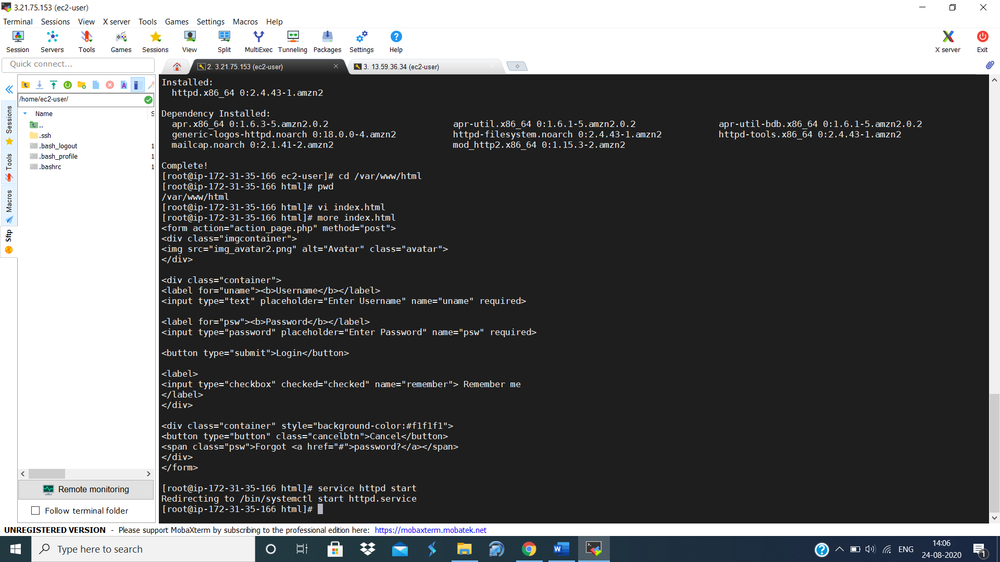 3.21.75.153 (ec2-user)
Terminal Sessions View X server Tools Games Settings Macros Help
Session Servers Tools Games Sessions View Split MultiExec Tunneling Packages Settings Help X server Exit
Quick connect...
2. 3.21.75.153 (ec2-user)
3. 13.59.36.34 (ec2-user)
/home/ec2-user/
Name S
..
.ssh
.bash_logout 1
.bash_profile 1
.bashrc 1
Sessions
Tools
Macros
Sftp
Remote monitoring
Follow terminal folder
Installed:
httpd.x86_64 0:2.4.43-1.amzn2
Dependency Installed:
apr.x86_64 0:1.6.3-5.amzn2.0.2 apr-util.x86_64 0:1.6.1-5.amzn2.0.2 apr-util-bdb.x86_64 0:1.6.1-5.amzn2.0.2
generic-logos-httpd.noarch 0:18.0.0-4.amzn2 httpd-filesystem.noarch 0:2.4.43-1.amzn2 httpd-tools.x86_64 0:2.4.43-1.amzn2
mailcap.noarch 0:2.1.41-2.amzn2 mod_http2.x86_64 0:1.15.3-2.amzn2
Complete!
[root@ip-172-31-35-166 ec2-user]# cd /var/www/html
[root@ip-172-31-35-166 html]# pwd
/var/www/html
[root@ip-172-31-35-166 html]# vi index.html
[root@ip-172-31-35-166 html]# more index.html
<form action="action_page.php" method="post">
<div class="imgcontainer">
<img src="img_avatar2.png" alt="Avatar" class="avatar">
</div>
<div class="container">
<label for="uname"><b>Username</b></label>
<input type="text" placeholder="Enter Username" name="uname" required>
<label for="psw"><b>Password</b></label>
<input type="password" placeholder="Enter Password" name="psw" required>
<button type="submit">Login</button>
<label>
<input type="checkbox" checked="checked" name="remember"> Remember me
</label>
</div>
<div class="container" style="background-color:#f1f1f1">
<button type="button" class="cancelbtn">Cancel</button>
<span class="psw">Forgot <a href="#">password?</a></span>
</div>
</form>
[root@ip-172-31-35-166 html]# service httpd start
Redirecting to /bin/systemctl start httpd.service
[root@ip-172-31-35-166 html]#
UNREGISTERED VERSION - Please support MobaXterm by subscribing to the professional edition here: https://mobaxterm.mobatek.net
Type here to search
ENG
14:06
24-08-2020
1